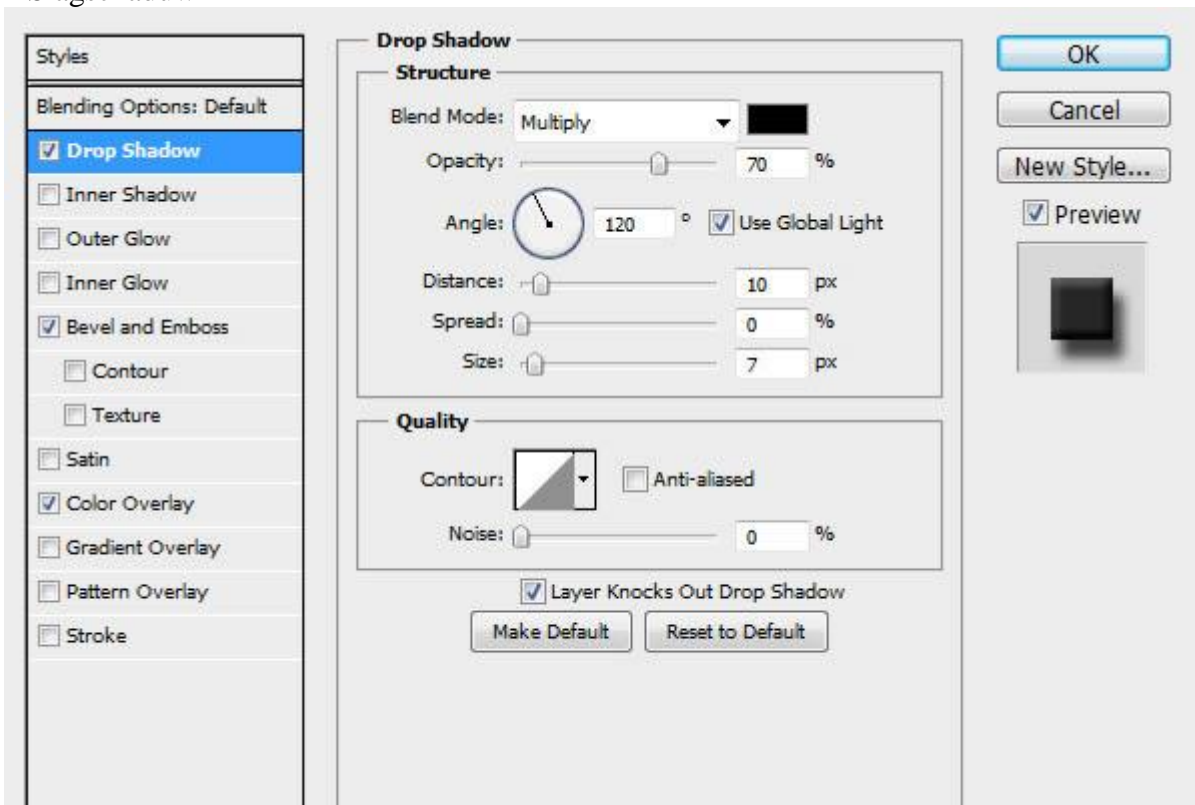 Styles
Blending Options: Default
Drop Shadow
Inner Shadow
Outer Glow
Inner Glow
Bevel and Emboss
Contour
Texture
Satin
Color Overlay
Gradient Overlay
Pattern Overlay
Stroke
Drop Shadow
Structure
Blend Mode: Multiply
Opacity: 70 %
Angle: 120 ° Use Global Light
Distance: 10 px
Spread: 0 %
Size: 7 px
Quality
Contour: Anti-aliased
Noise: 0 %
Layer Knocks Out Drop Shadow
Make Default Reset to Default
OK
Cancel
New Style...
Preview